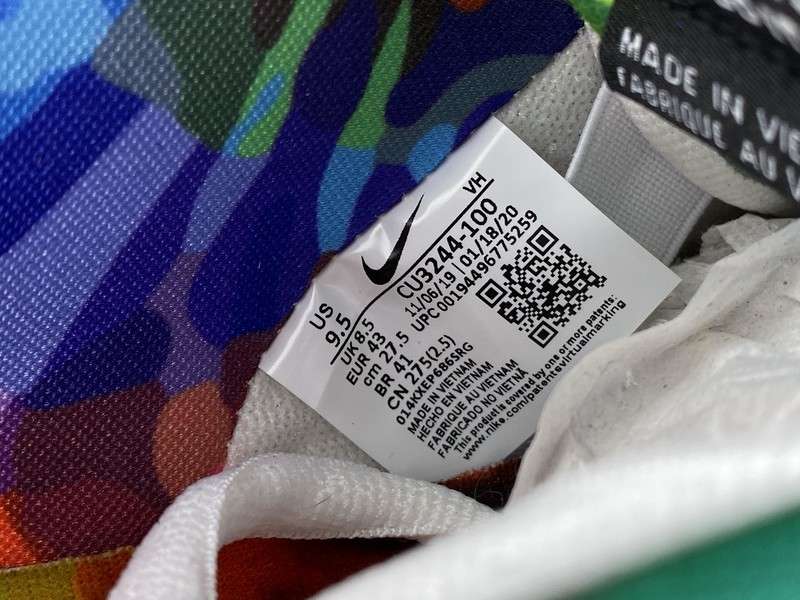 VH
CU3244-100
11/06/19 01/18/20
UPC 00194496775259
US
9.5
UK 8.5
EUR 43
cm 27.5
BR 41
CN 275(2.5)
MADE IN VIETNAM
HECHO EN VIETNAM
FABRIQUE AU VIETNAM
FABRICADO NO VIETNÃ
This product is covered by one or more patents:
www.nike.com/patentsvirtualmarking
MADE IN VIE
FABRIQUE AU V